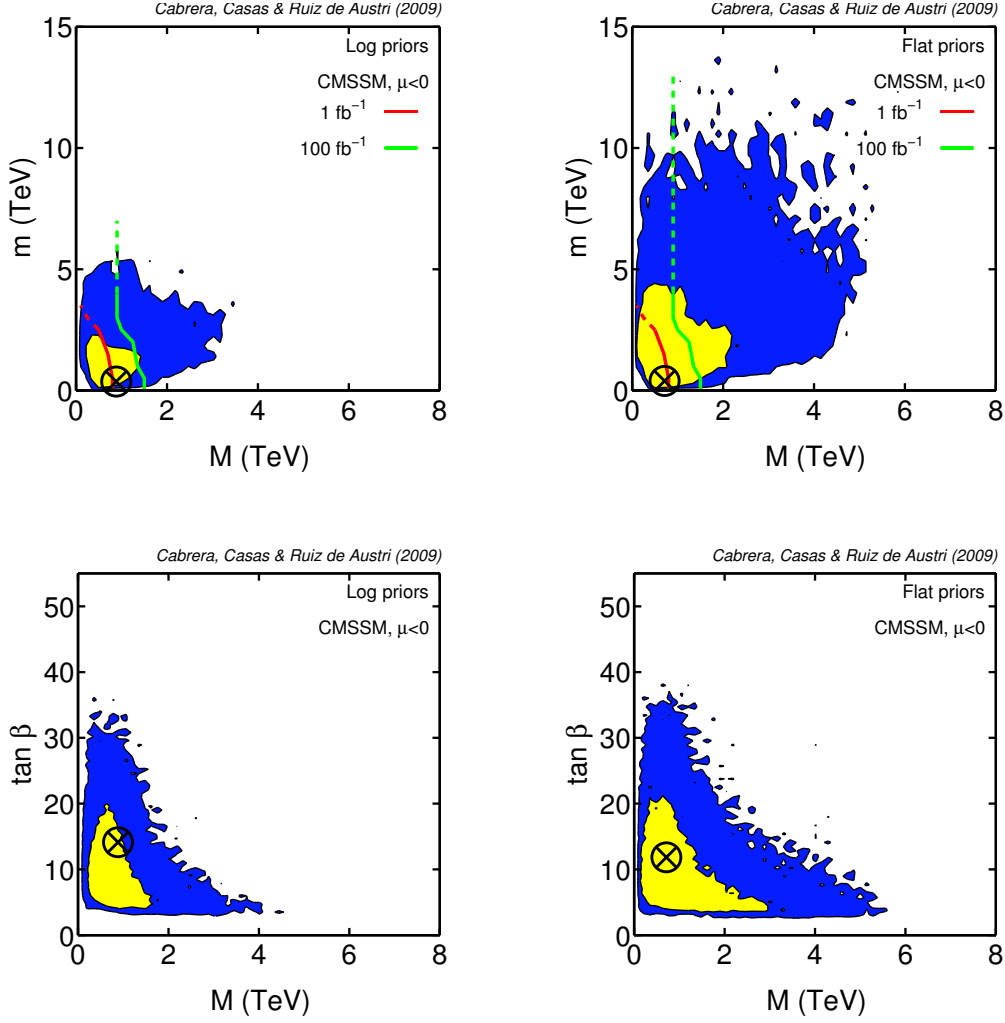 Cabrera, Casas & Ruiz de Austri (2009)
Log priors
CMSSM, μ<0
1 fb⁻¹
100 fb⁻¹
15
10
5
0
m (TeV)
0 2 4 6 8
M (TeV)
Cabrera, Casas & Ruiz de Austri (2009)
Flat priors
CMSSM, μ<0
1 fb⁻¹
100 fb⁻¹
15
10
5
0
m (TeV)
0 2 4 6 8
M (TeV)
Cabrera, Casas & Ruiz de Austri (2009)
Log priors
CMSSM, μ<0
50
40
30
20
10
0
tan β
0 2 4 6 8
M (TeV)
Cabrera, Casas & Ruiz de Austri (2009)
Flat priors
CMSSM, μ<0
50
40
30
20
10
0
tan β
0 2 4 6 8
M (TeV)